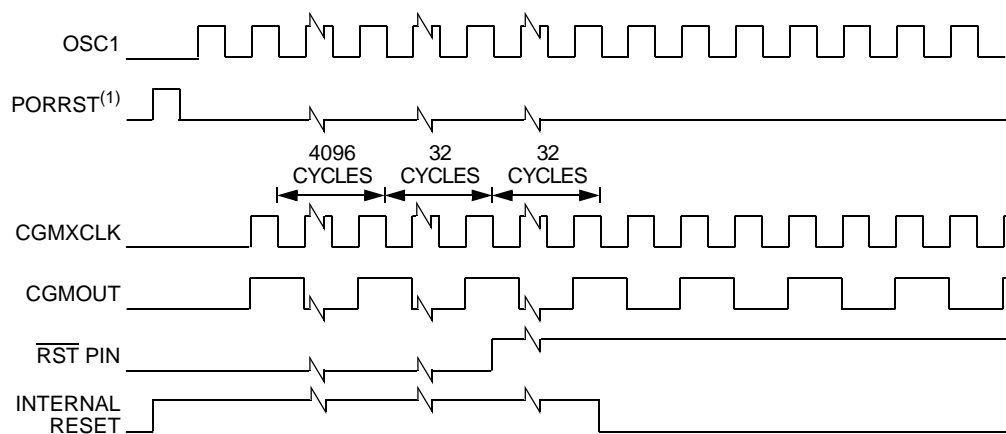 OSC1
PORRST(1)
4096 32 32
CYCLES CYCLES CYCLES
CGMXCLK
CGMOUT
RST PIN
INTERNAL
RESET